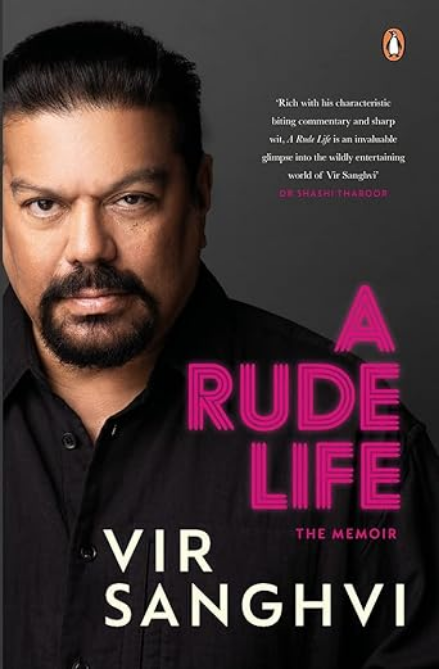 'Rich with his characteristic
biting commentary and sharp
wit, A Rude Life is an invaluable
glimpse into the wildly entertaining
world of Vir Sanghvi'
DR SHASHI THAROOR
A
RUDE
LIFE
THE MEMOIR
VIR
SANGHVI